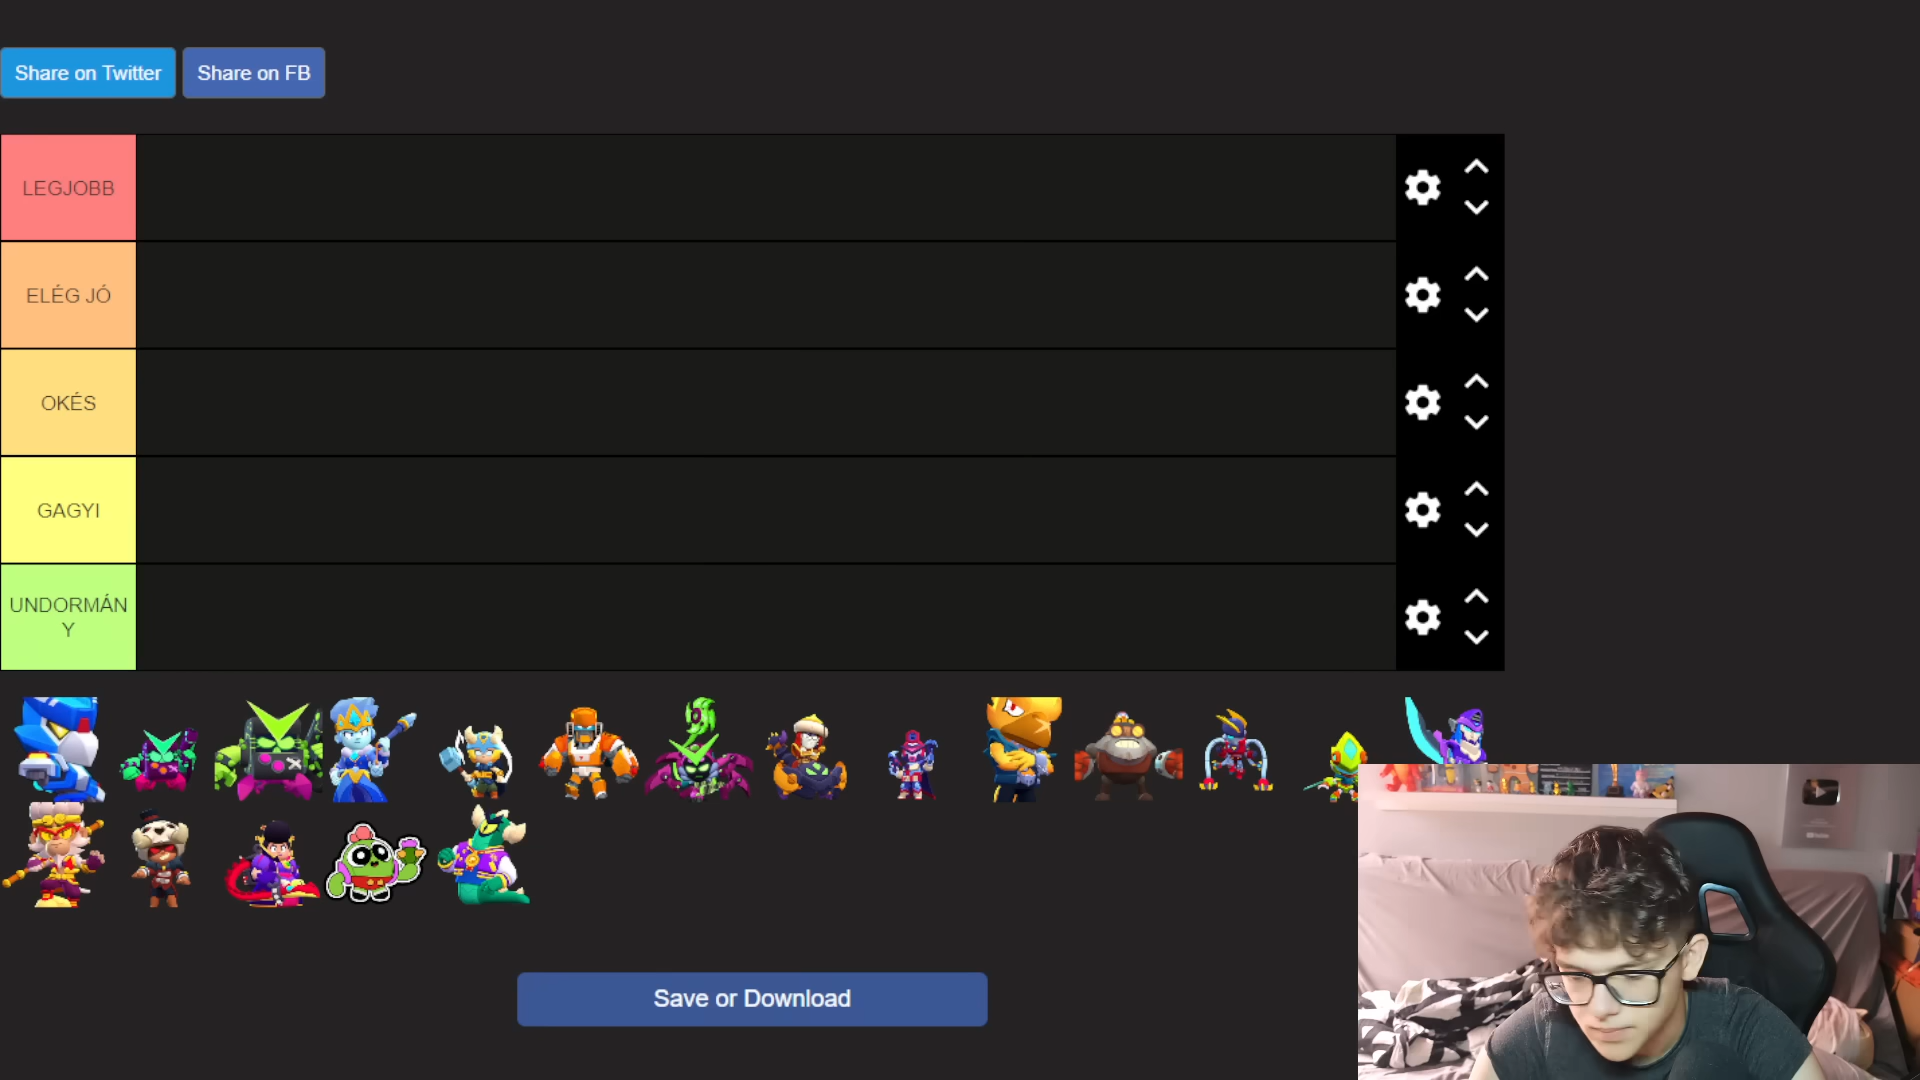 Share on Twitter
Share on FB
LEGJOBB
ELÉG JÓ
OKÉS
GAGYI
UNDORMÁN
Y
Save or Download